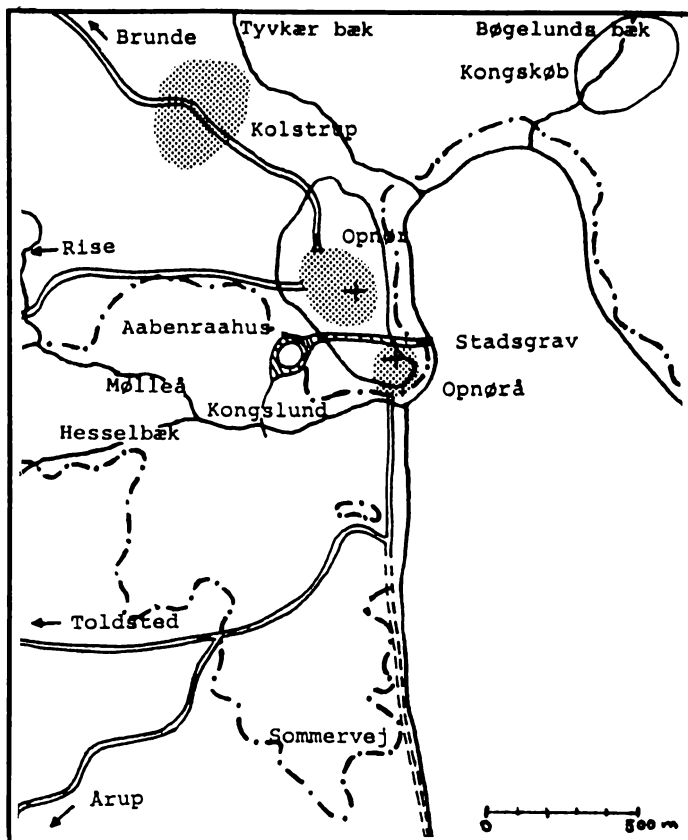 Brunde
Tyvkær bæk
Bøgelunds bæk
Kongskøb
Kolstrup
Opnør
Rise
Aabenraahus
Stadsgrav
Mølleå
Kongslund
Opnørå
Hesselbæk
Toldsted
Sommervej
Arup
0 500 m